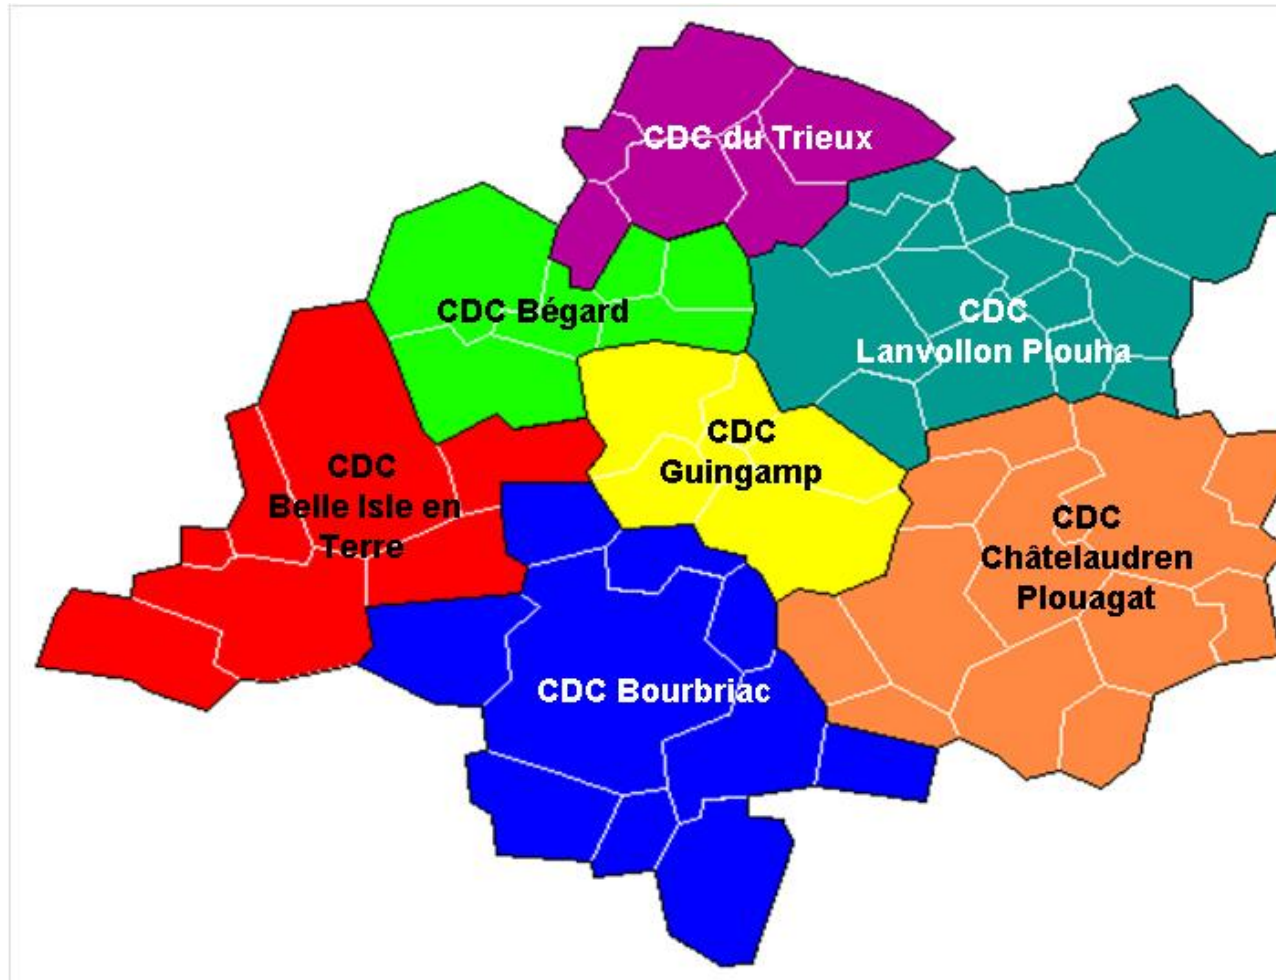 CDC du Trieux
CDC Bégard
CDC
Lanvollon Plouha
CDC
Guingamp
CDC
Belle Isle en
Terre
CDC
Châtelaudren
Plouagat
CDC Bourbriac